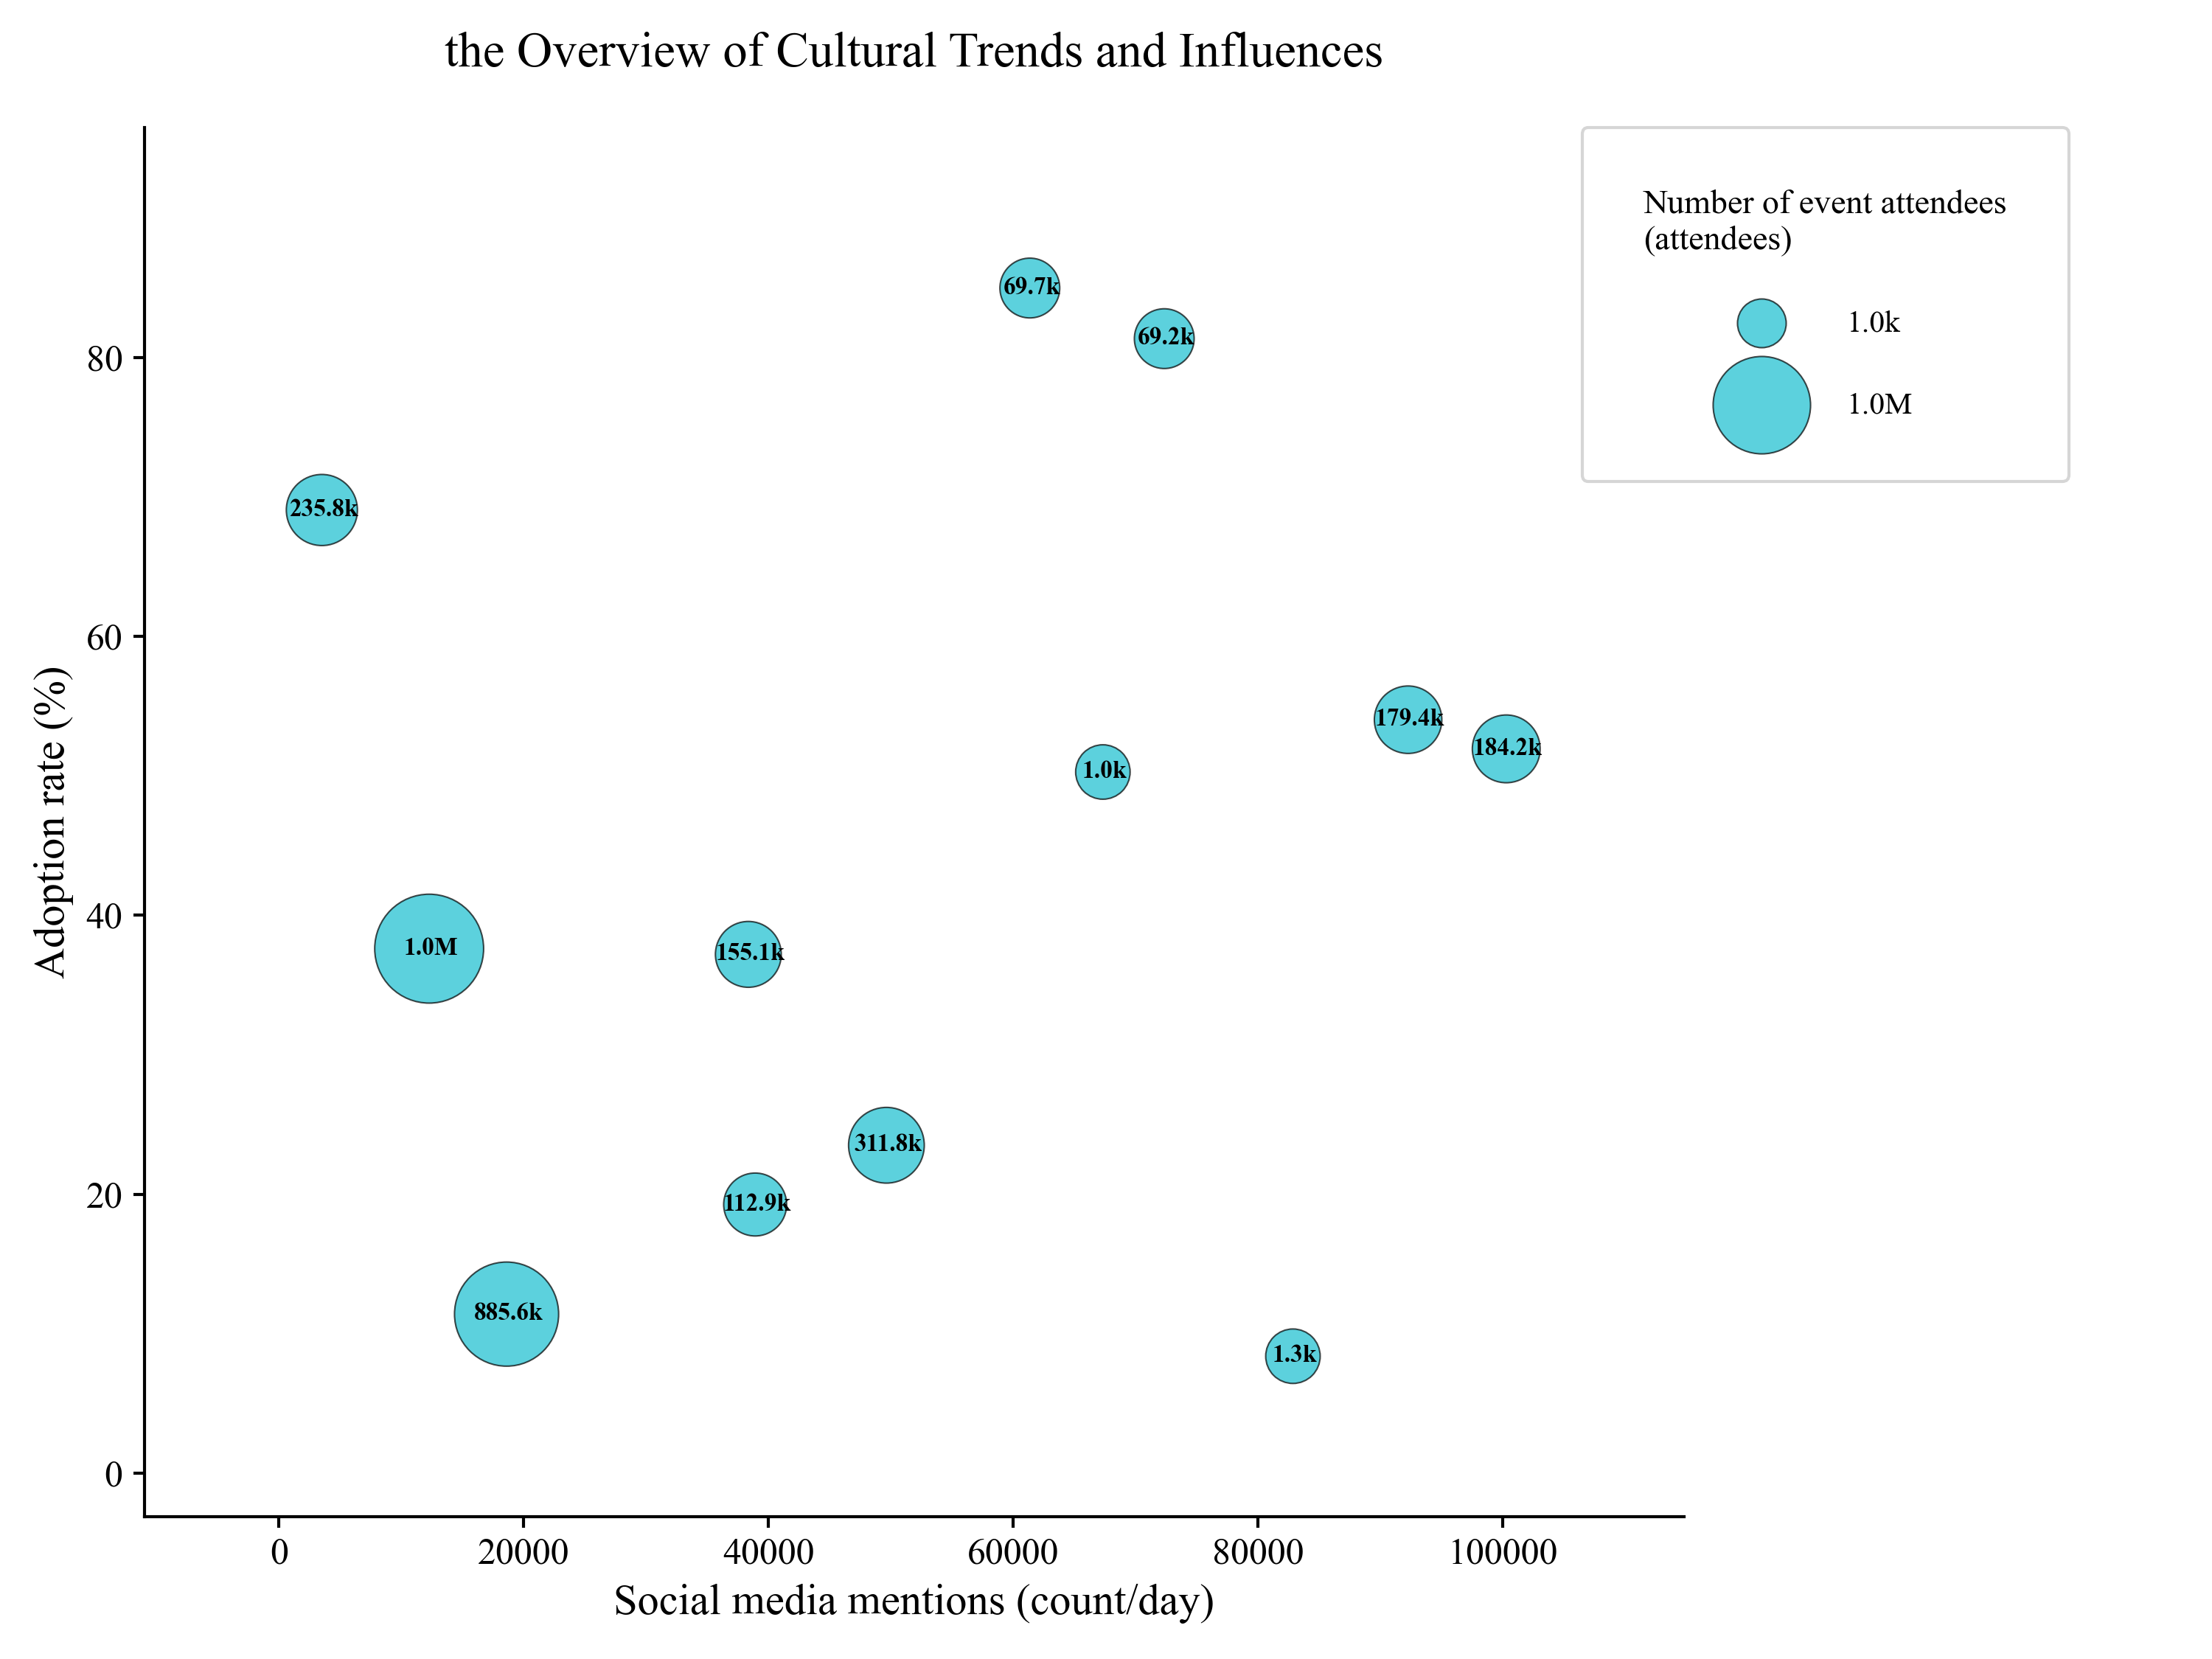 the Overview of Cultural Trends and Influences
Number of event attendees
(attendees)
1.0k
1.0M
69.7k
69.2k
235.8k
179.4k
184.2k
1.0k
1.0M
155.1k
311.8k
112.9k
885.6k
1.3k
Adoption rate (%)
80
60
40
20
0
0 20000 40000 60000 80000 100000
Social media mentions (count/day)